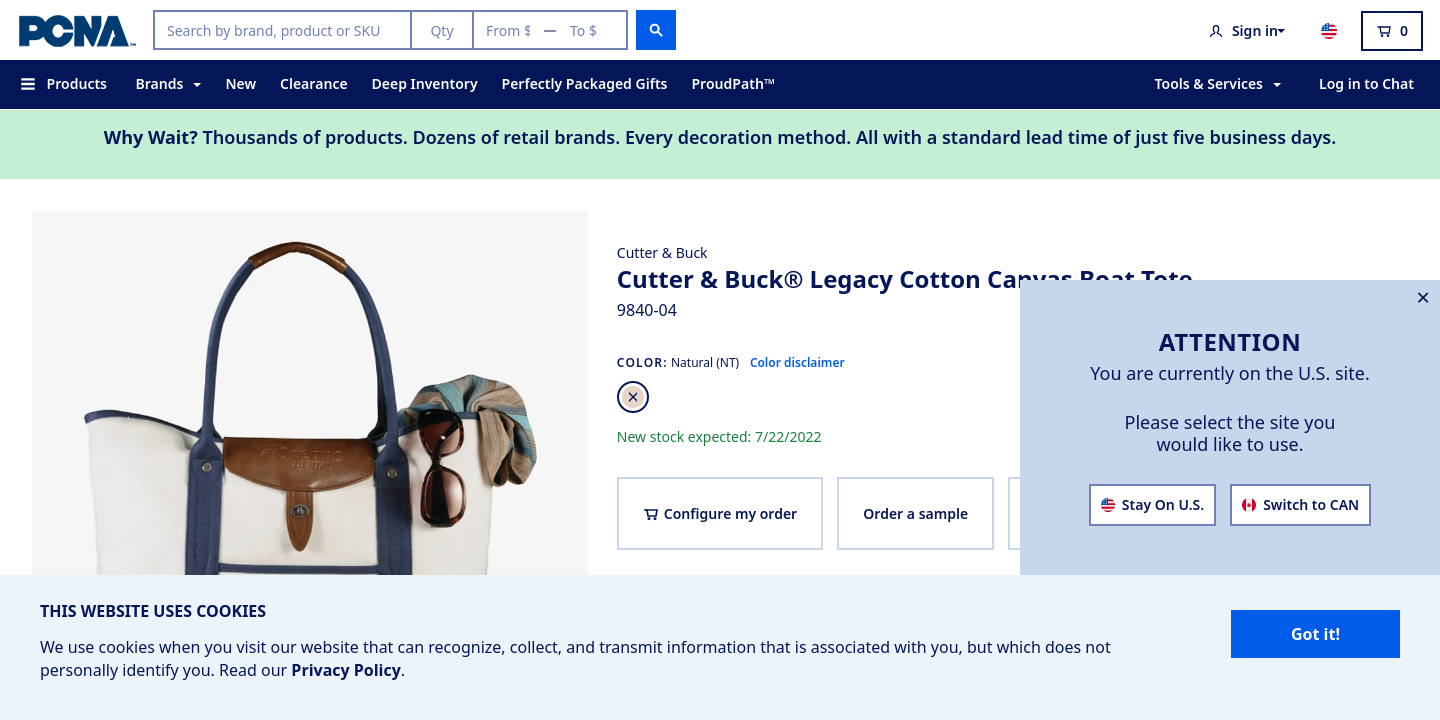 PCNA
Search by brand, product or SKU
Qty
From $
To $
Sign in
0
Products
Brands
New
Clearance
Deep Inventory
Perfectly Packaged Gifts
ProudPath™
Tools & Services
Log in to Chat
Why Wait? Thousands of products. Dozens of retail brands. Every decoration method. All with a standard lead time of just five business days.
Cutter & Buck
Cutter & Buck® Legacy Cotton Canvas Boat Tote
9840-04
COLOR: Natural (NT) Color disclaimer
New stock expected: 7/22/2022
Configure my order
Order a sample
ATTENTION
You are currently on the U.S. site.
Please select the site you
would like to use.
Stay On U.S.
Switch to CAN
THIS WEBSITE USES COOKIES
We use cookies when you visit our website that can recognize, collect, and transmit information that is associated with you, but which does not
personally identify you. Read our Privacy Policy.
Got it!